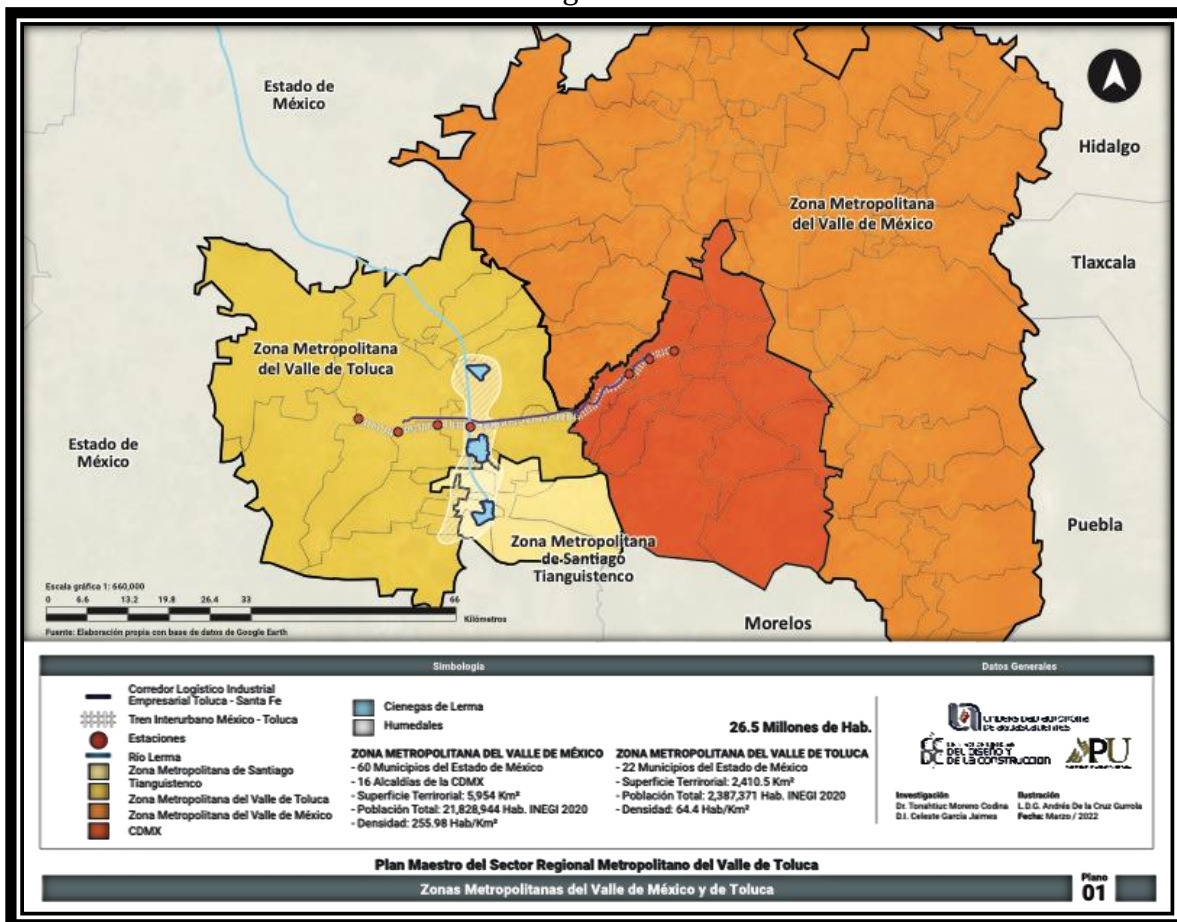 Estado de
México
Hidalgo
Zona Metropolitana
del Valle de México
Tlaxcala
Zona Metropolitana
del Valle de Toluca
Estado de
México
Puebla
Zona Metropolitana
de Santiago
Tianguistenco
Morelos
Escala gráfica 1: 660,000
0 6.6 13.2 19.8 26.4 33 66
Kilómetros
Fuente: Elaboración propia con base de datos de Google Earth
Simbología
Datos Generales
Corredor Logístico Industrial
Empresarial Toluca - Santa Fe
Tren Interurbano México - Toluca
Estaciones
Río Lerma
Zona Metropolitana de Santiago
Tianguistenco
Zona Metropolitana del Valle de Toluca
Zona Metropolitana del Valle de México
CDMX
Cienegas de Lerma
Humedales
26.5 Millones de Hab.
ZONA METROPOLITANA DEL VALLE DE MÉXICO
- 60 Municipios del Estado de México
- 16 Alcaldías de la CDMX
- Superficie Terrirorial: 5,954 Km²
- Población Total: 21,828,944 Hab. INEGI 2020
- Densidad: 255.98 Hab/Km²
ZONA METROPOLITANA DEL VALLE DE TOLUCA
- 22 Municipios del Estado de México
- Superficie Terrirorial: 2,410.5 Km²
- Población Total: 2,387,371 Hab. INEGI 2020
- Densidad: 64.4 Hab/Km²
DEL DISEÑO Y
DE LA CONSTRUCCION
PU
Investigación
Dr. Tonahtiuc Moreno Codina
D.I. Celeste García Jaimes
Ilustración
L.D.G. Andrés De la Cruz Gurrola
Fecha: Marzo / 2022
Plan Maestro del Sector Regional Metropolitano del Valle de Toluca
Zonas Metropolitanas del Valle de México y de Toluca
Plano
01